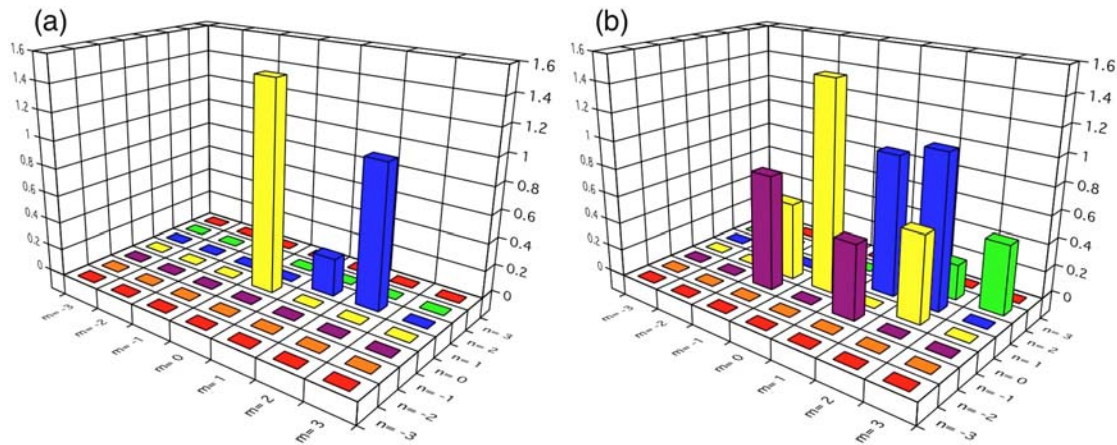 (a)
1.6
1.4
1.2
1
0.8
0.6
0.4
0.2
0
1.6
1.4
1.2
1
0.8
0.6
0.4
0.2
0
m= -3
m= -2
m= -1
m= 0
m= 1
m= 2
m= 3
n= 3
n= 2
n= 1
n= 0
n= -1
n= -2
n= -3
(b)
1.6
1.4
1.2
1
0.8
0.6
0.4
0.2
0
1.6
1.4
1.2
1
0.8
0.6
0.4
0.2
0
m= -3
m= -2
m= -1
m= 0
m= 1
m= 2
m= 3
n= 3
n= 2
n= 1
n= 0
n= -1
n= -2
n= -3